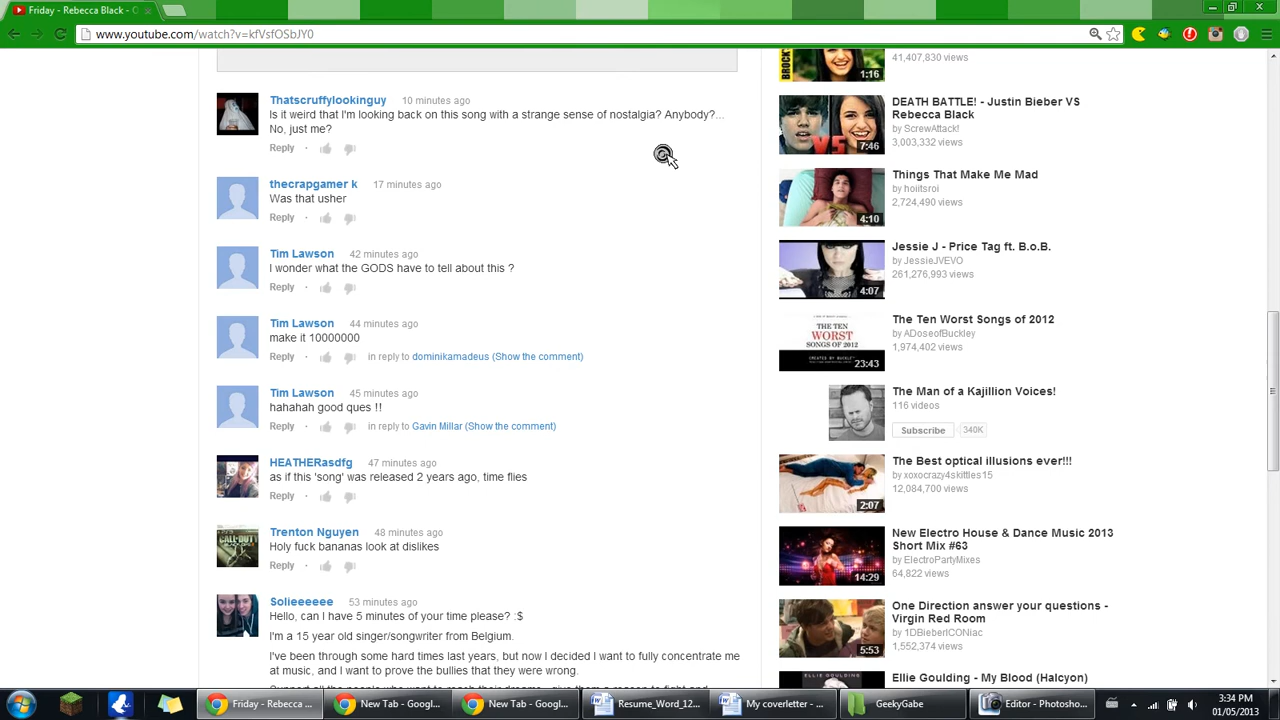 Friday - Rebecca Black - O
www.youtube.com/watch?v=kfVsfOSbJY0
Thatscruffylookinguy 10 minutes ago
Is it weird that I'm looking back on this song with a strange sense of nostalgia? Anybody?...
No, just me?
Reply ·
thecrapgamer k 17 minutes ago
Was that usher
Reply ·
Tim Lawson 42 minutes ago
I wonder what the GODS have to tell about this ?
Reply ·
Tim Lawson 44 minutes ago
make it 10000000
Reply · in reply to dominikamadeus (Show the comment)
Tim Lawson 45 minutes ago
hahahah good ques !!
Reply · in reply to Gavin Millar (Show the comment)
HEATHERasdfg 47 minutes ago
as if this 'song' was released 2 years ago, time flies
Reply ·
Trenton Nguyen 48 minutes ago
Holy fuck bananas look at dislikes
Reply ·
Solieeeeee 53 minutes ago
Hello, can I have 5 minutes of your time please? :$
I'm a 15 year old singer/songwriter from Belgium.
I've been through some hard times last years, but now I decided I want to fully concentrate me
at music, and I want to prove the bullies that they were wrong.
BROCK
1:16
41,407,830 views
VS
7:46
DEATH BATTLE! - Justin Bieber VS
Rebecca Black
by ScrewAttack!
3,003,332 views
4:10
Things That Make Me Mad
by hoiitsroi
2,724,490 views
4:07
Jessie J - Price Tag ft. B.o.B.
by JessieJVEVO
261,276,993 views
THE TEN
WORST
SONGS OF 2012
23:43
The Ten Worst Songs of 2012
by ADoseofBuckley
1,974,402 views
The Man of a Kajillion Voices!
116 videos
Subscribe 340K
2:07
The Best optical illusions ever!!!
by xoxocrazy4skittles15
12,084,700 views
14:29
New Electro House & Dance Music 2013
Short Mix #63
by ElectroPartyMixes
64,822 views
5:53
One Direction answer your questions -
Virgin Red Room
by 1DBieberICONiac
1,552,374 views
ELLIE GOULDING
Ellie Goulding - My Blood (Halcyon)
Friday - Rebecca ...
New Tab - Googl...
New Tab - Googl...
Resume_Word_12...
My coverletter - ...
GeekyGabe
Editor - Photosho...
3:34 PM
01/05/2013